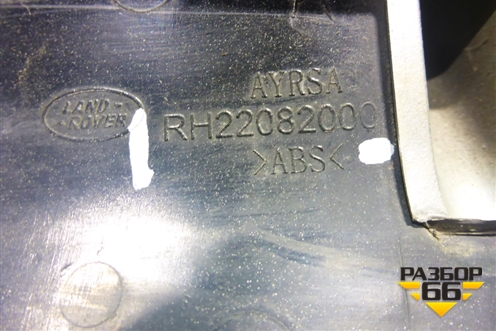 AYRSA
LAND -
- ROVER
RH22082000
>ABS<
РАЗБОР
66